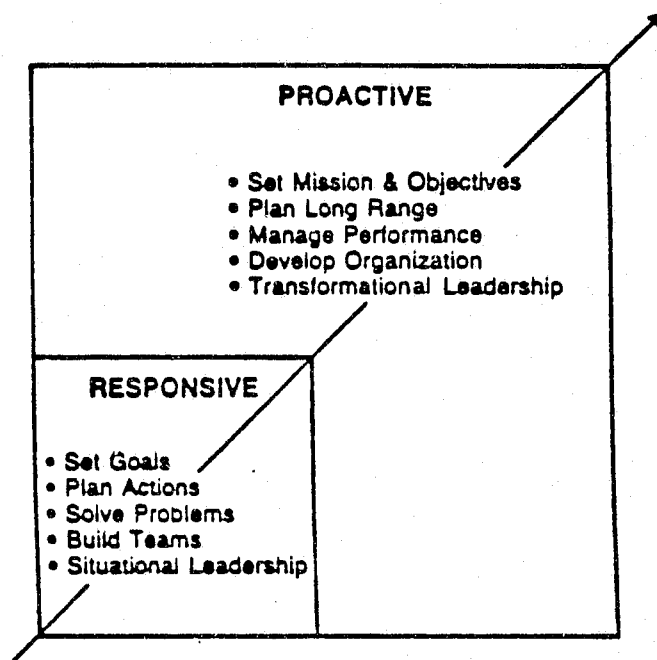 PROACTIVE
• Set Mission & Objectives
• Plan Long Range
• Manage Performance
• Develop Organization
• Transformational Leadership
RESPONSIVE
• Set Goals
• Plan Actions
• Solve Problems
• Build Teams
• Situational Leadership